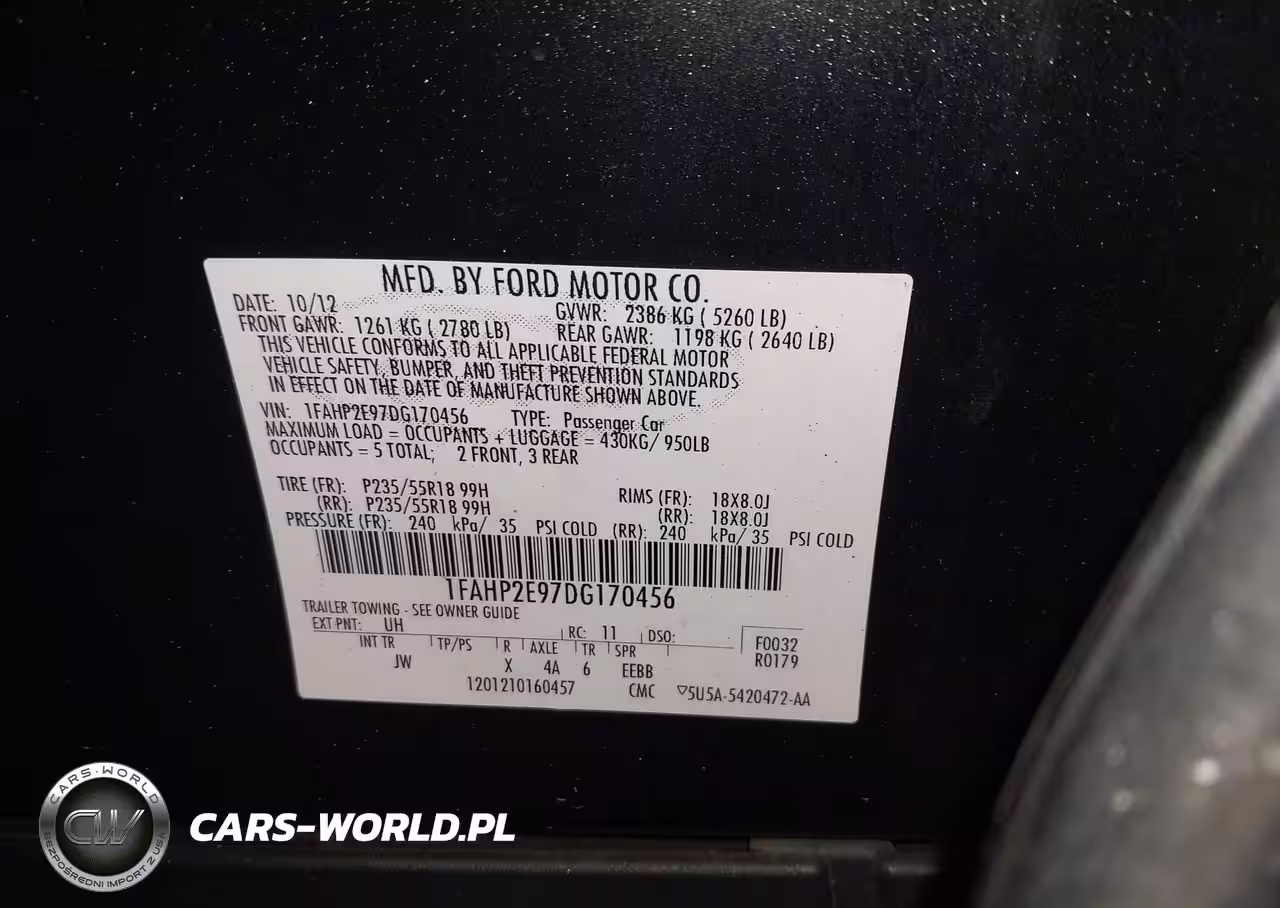 MFD. BY FORD MOTOR CO.
DATE: 10/12 GVWR: 2386 KG ( 5260 LB)
FRONT GAWR: 1261 KG ( 2780 LB) REAR GAWR: 1198 KG ( 2640 LB)
THIS VEHICLE CONFORMS TO ALL APPLICABLE FEDERAL MOTOR
VEHICLE SAFETY, BUMPER, AND THEFT PREVENTION STANDARDS
IN EFFECT ON THE DATE OF MANUFACTURE SHOWN ABOVE.
VIN: 1FAHP2E97DG170456 TYPE: Passenger Car
MAXIMUM LOAD = OCCUPANTS + LUGGAGE = 430KG/ 950LB
OCCUPANTS = 5 TOTAL; 2 FRONT, 3 REAR
TIRE (FR): P235/55R18 99H RIMS (FR): 18X8.0J
(RR): P235/55R18 99H (RR): 18X8.0J
PRESSURE (FR): 240 kPa/ 35 PSI COLD (RR): 240 kPa/ 35 PSI COLD
1FAHP2E97DG170456
TRAILER TOWING - SEE OWNER GUIDE
EXT PNT: UH RC: 11 DSO: F0032
INT TR TP/PS R AXLE TR SPR R0179
JW X 4A 6 EEBB
1201210160457 CMC ▽5U5A-5420472-AA
CARS-WORLD
CW
BEZPOŚREDNI IMPORT Z USA
CARS-WORLD.PL